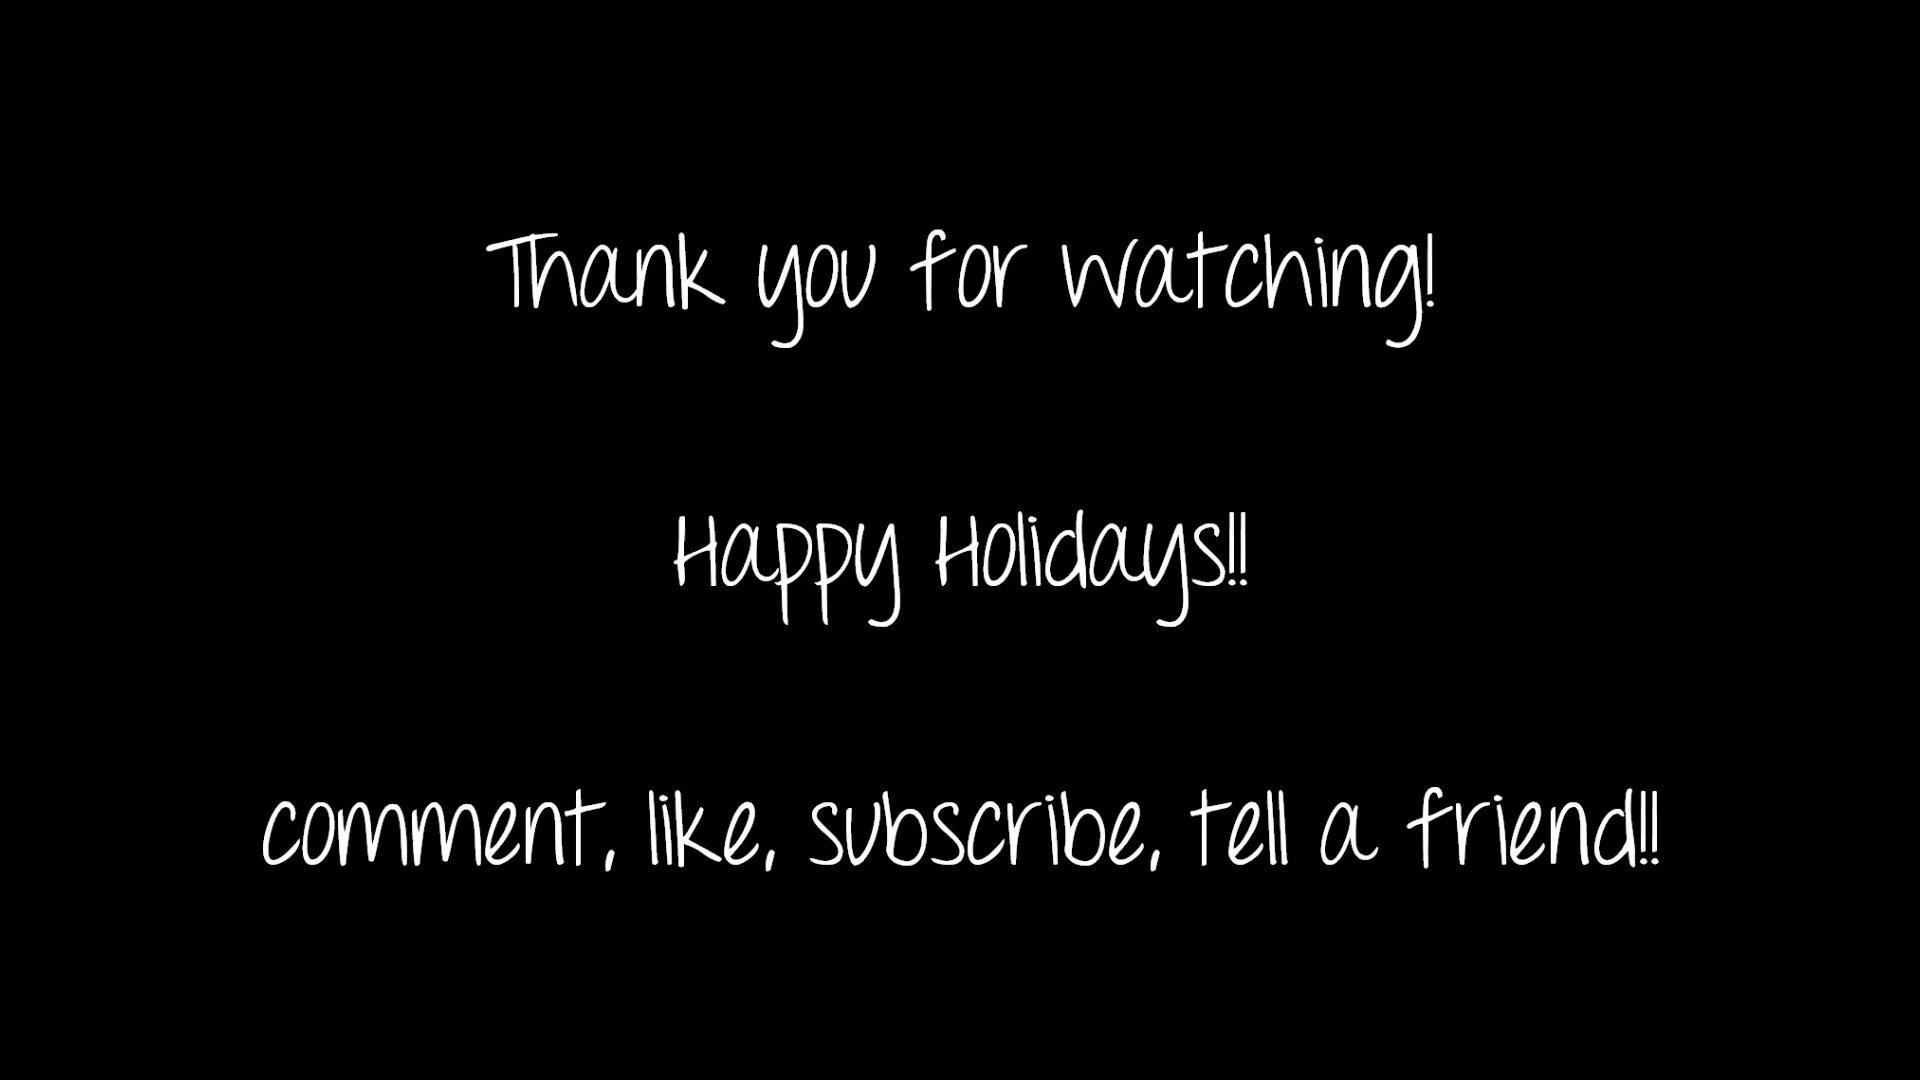 Thank you for watching!
Happy Holidays!!
comment, like, subscribe, tell a friend!!